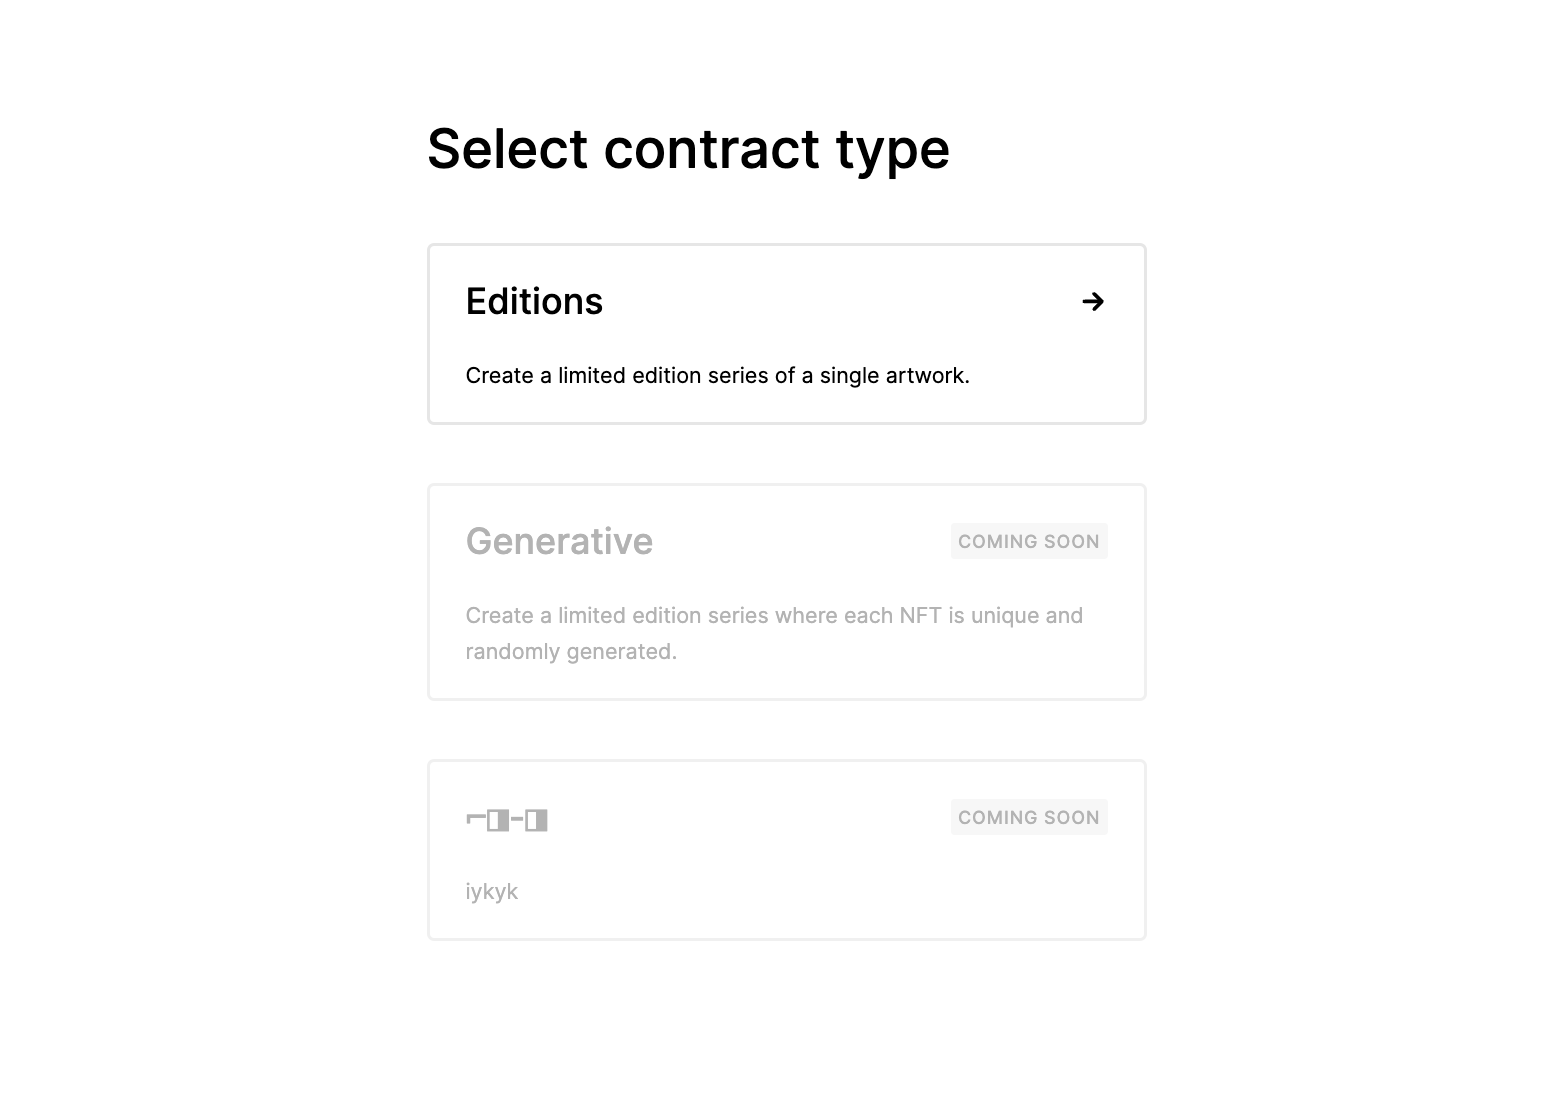 Select contract type
Editions
Create a limited edition series of a single artwork.
Generative
COMING SOON
Create a limited edition series where each NFT is unique and
randomly generated.
⌐◨-◨
COMING SOON
iykyk